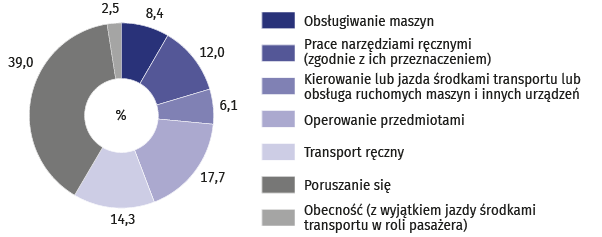 2,5
8,4
39,0
12,0
6,1
%
17,7
14,3
Obsługiwanie maszyn
Prace narzędziami ręcznymi
(zgodnie z ich przeznaczeniem)
Kierowanie lub jazda środkami transportu lub
obsługa ruchomych maszyn i innych urządzeń
Operowanie przedmiotami
Transport ręczny
Poruszanie się
Obecność (z wyjątkiem jazdy środkami
transportu w roli pasażera)